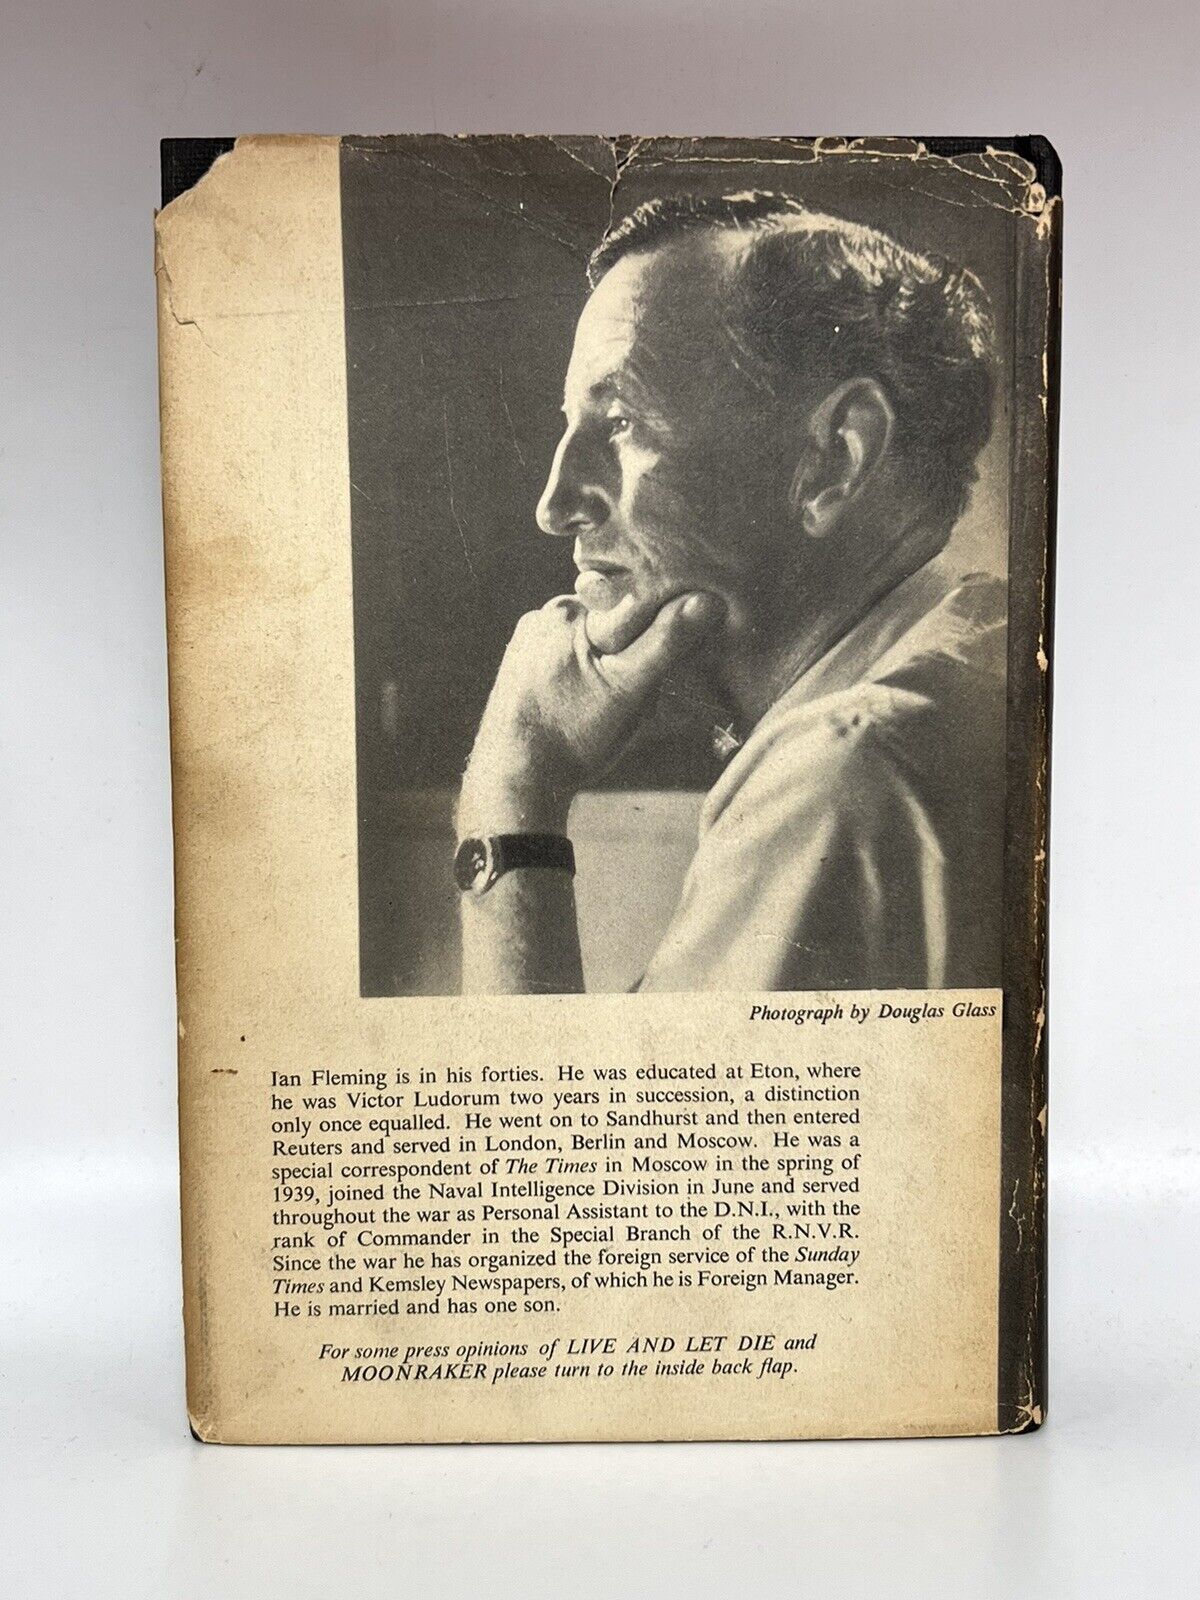 Photograph by Douglas Glass
Ian Fleming is in his forties. He was educated at Eton, where
he was Victor Ludorum two years in succession, a distinction
only once equalled. He went on to Sandhurst and then entered
Reuters and served in London, Berlin and Moscow. He was a
special correspondent of The Times in Moscow in the spring of
1939, joined the Naval Intelligence Division in June and served
throughout the war as Personal Assistant to the D.N.I., with the
rank of Commander in the Special Branch of the R.N.V.R.
Since the war he has organized the foreign service of the Sunday
Times and Kemsley Newspapers, of which he is Foreign Manager.
He is married and has one son.
For some press opinions of LIVE AND LET DIE and
MOONRAKER please turn to the inside back flap.